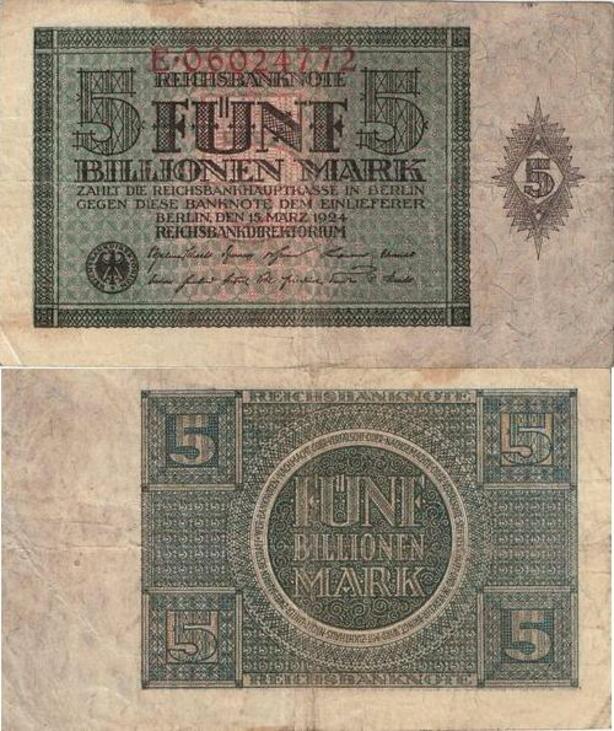 E·06024772
REICHSBANKNOTE
5 FÜNF 5
BILLIONEN MARK
ZAHLT DIE REICHSBANKHAUPTKASSE IN BERLIN
GEGEN DIESE BANKNOTE DEM EINLIEFERER
BERLIN, DEN 15. MÄRZ 1924
REICHSBANKDIREKTORIUM
5
REICHSBANKNOTE
5 5
FÜNF
BILLIONEN
MARK
5 5
REICHSBANKNOTE